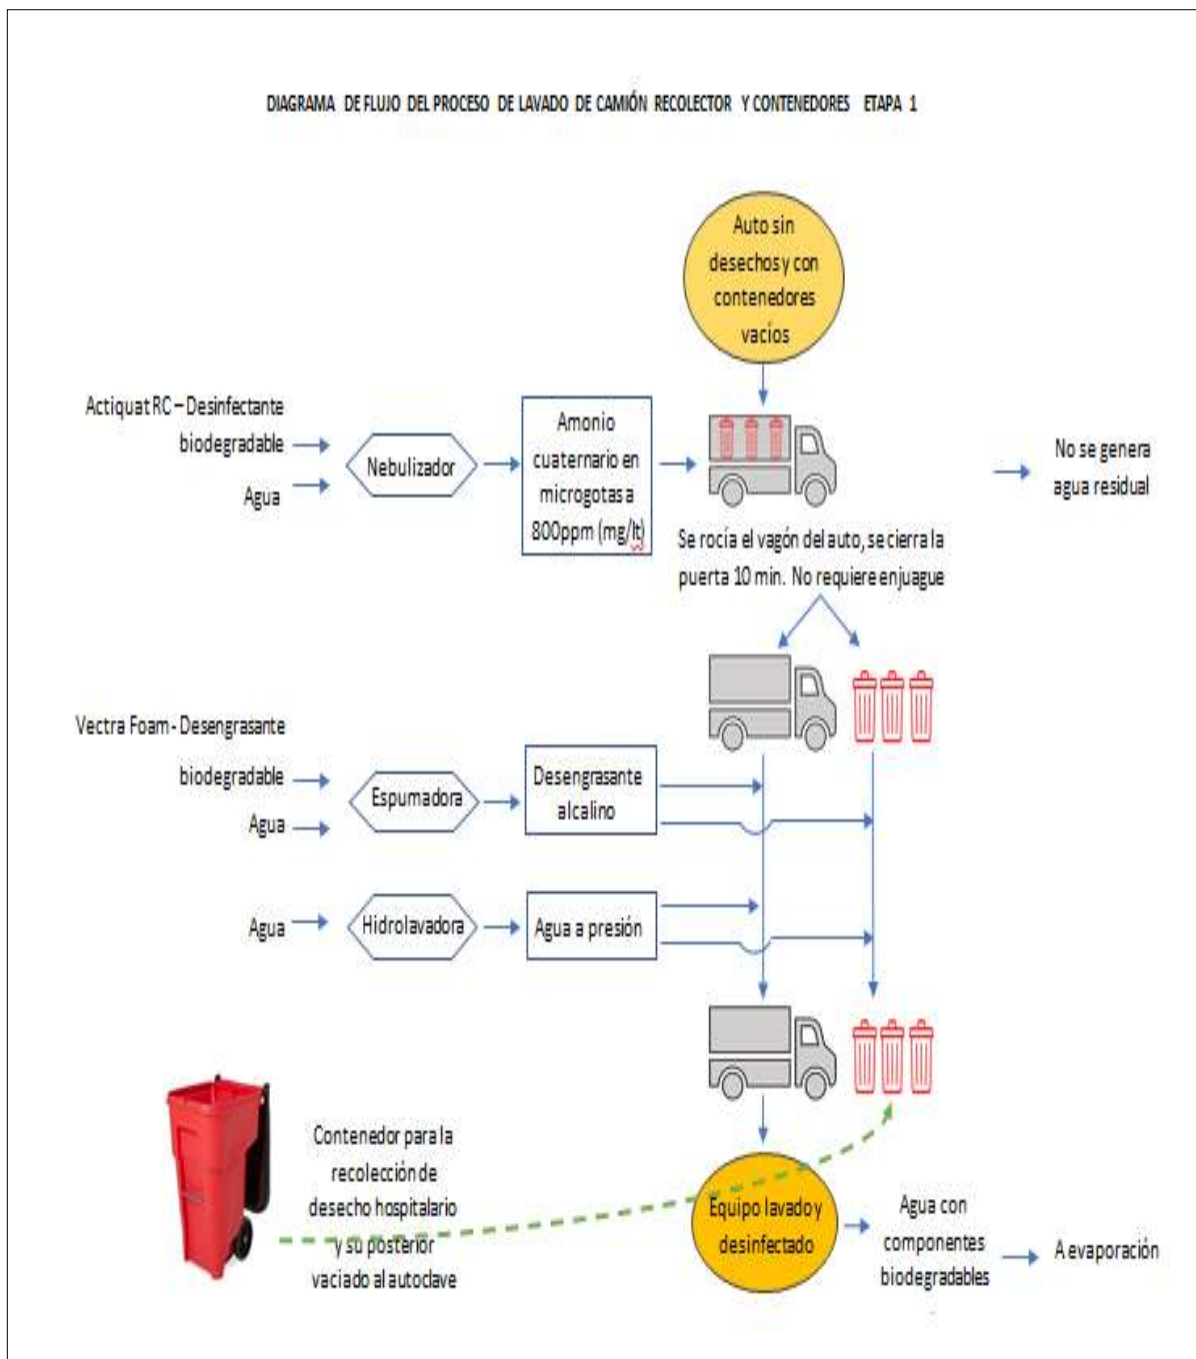 DIAGRAMA DE FLUJO DEL PROCESO DE LAVADO DE CAMIÓN RECOLECTOR Y CONTENEDORES ETAPA 1
Auto sin
desechos y con
contenedores
vacíos
Actiquat RC – Desinfectante
biodegradable
Agua
Nebulizador
Amonio
cuaternario en
microgotas a
800ppm (mg/lt)
No se genera
agua residual
Se rocía el vagón del auto, se cierra la
puerta 10 min. No requiere enjuague
Vectra Foam - Desengrasante
biodegradable
Agua
Espumadora
Desengrasante
alcalino
Agua
Hidrolavadora
Agua a presión
Contenedor para la
recolección de
desecho hospitalario
y su posterior
vaciado al autoclave
Equipo lavado y
desinfectado
Agua con
componentes
biodegradables
A evaporación